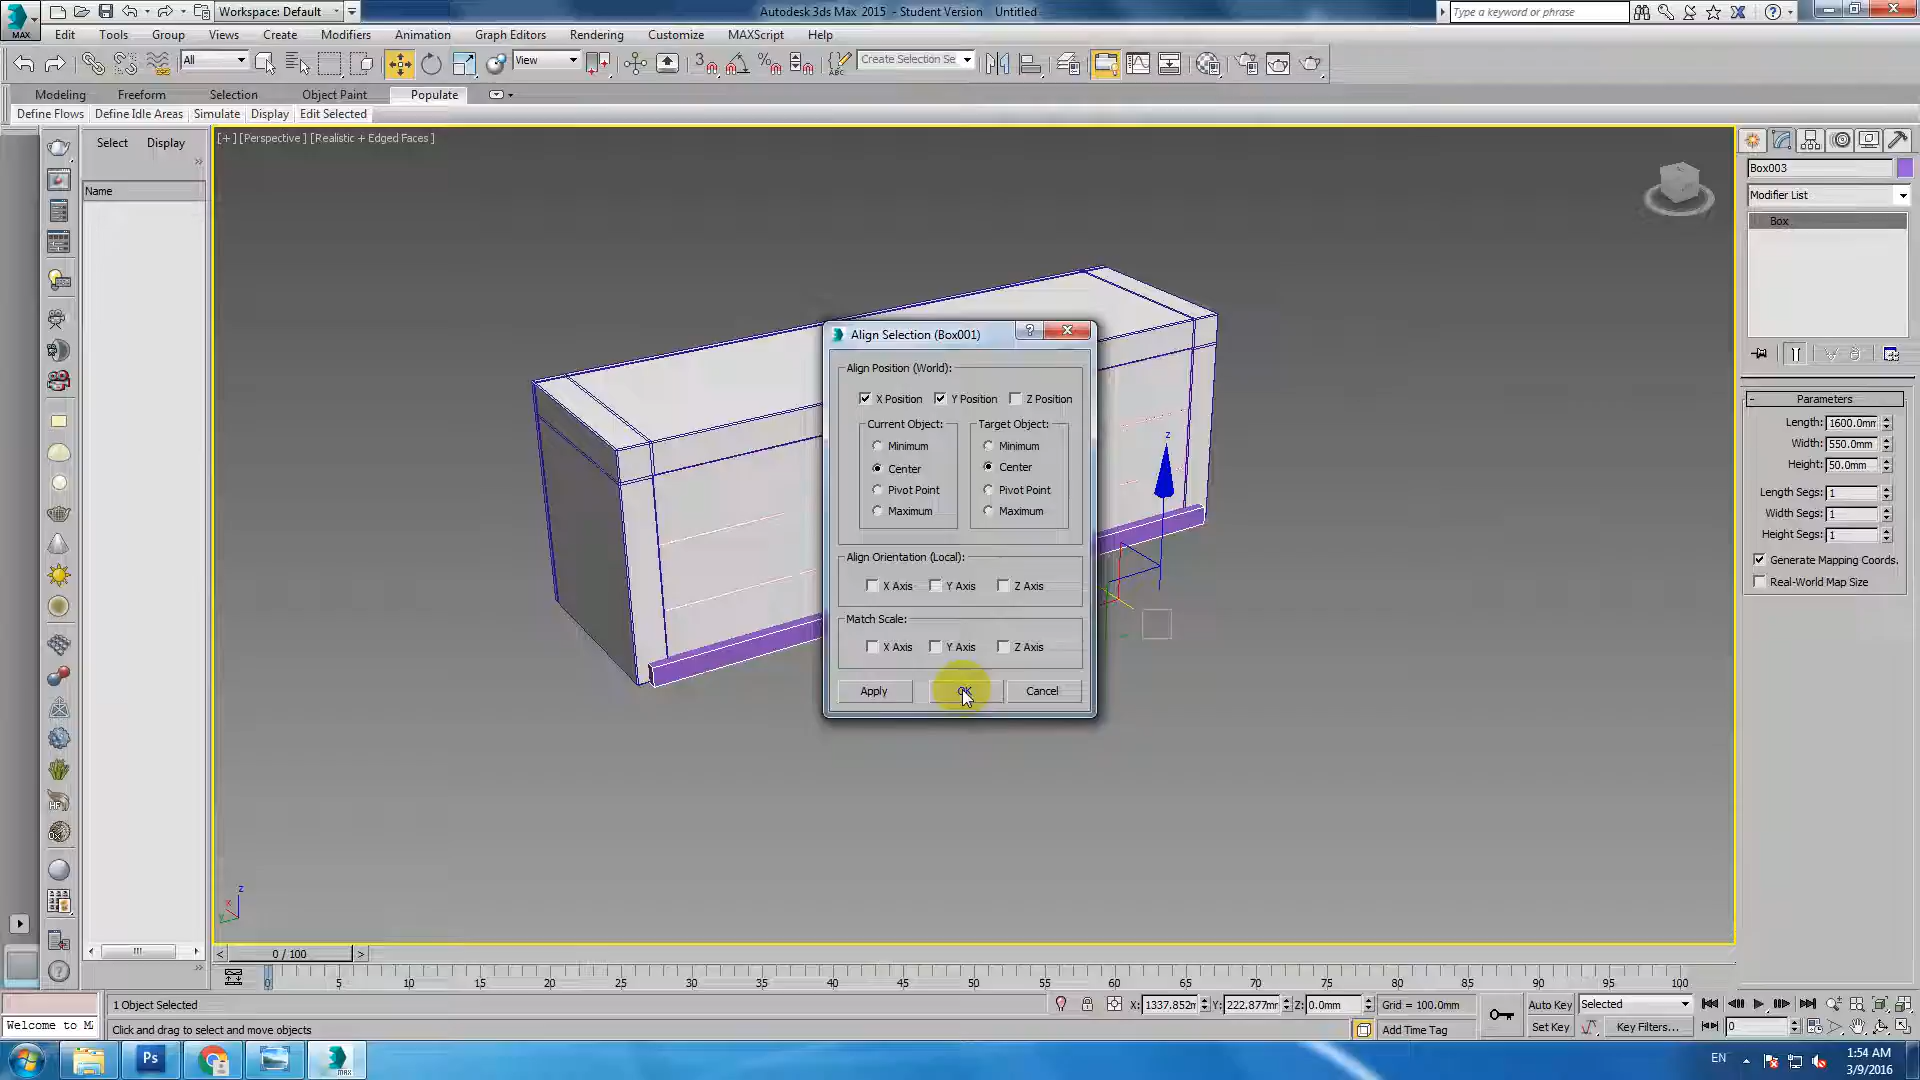 Workspace: Default
Autodesk 3ds Max 2015 - Student Version Untitled
Type a keyword or phrase
MAX
Edit Tools Group Views Create Modifiers Animation Graph Editors Rendering Customize MAXScript Help
All
View
3
ABC
Create Selection Se
Modeling Freeform Selection Object Paint Populate
Define Flows Define Idle Areas Simulate Display Edit Selected
Select Display
Name
[+] [Perspective ] [Realistic + Edged Faces ]
Box003
Modifier List
Box
Parameters
Length: 1600.0mm
Width: 550.0mm
Height: 50.0mm
Length Segs: 1
Width Segs: 1
Height Segs: 1
Generate Mapping Coords.
Real-World Map Size
Align Selection (Box001)
Align Position (World):
X Position Y Position Z Position
Current Object: Target Object:
Minimum Minimum
Center Center
Pivot Point Pivot Point
Maximum Maximum
Align Orientation (Local):
X Axis Y Axis Z Axis
Match Scale:
X Axis Y Axis Z Axis
Apply OK Cancel
z
z
x
y
0 / 100
0 5 10 15 20 25 30 35 40 45 50 55 60 65 70 75 80 85 90 95 100
1 Object Selected
X: 1337.852m Y: 222.877mm Z: 0.0mm Grid = 100.0mm
Auto Key Selected
Welcome to M
Click and drag to select and move objects
Add Time Tag
Set Key Key Filters...
0
Ps
MAX
EN
1:54 AM
3/9/2016